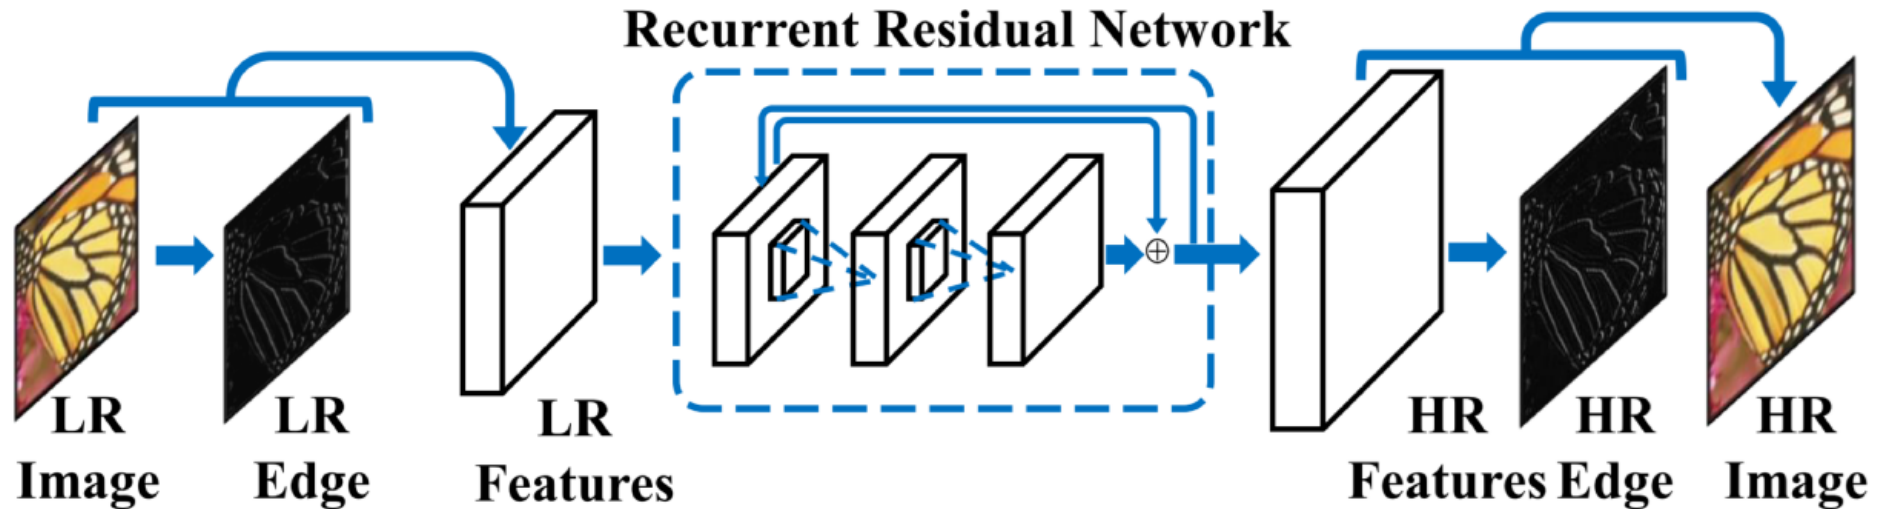 Recurrent Residual Network
LR
Image
LR
Edge
LR
Features
HR
Features
HR
Edge
HR
Image